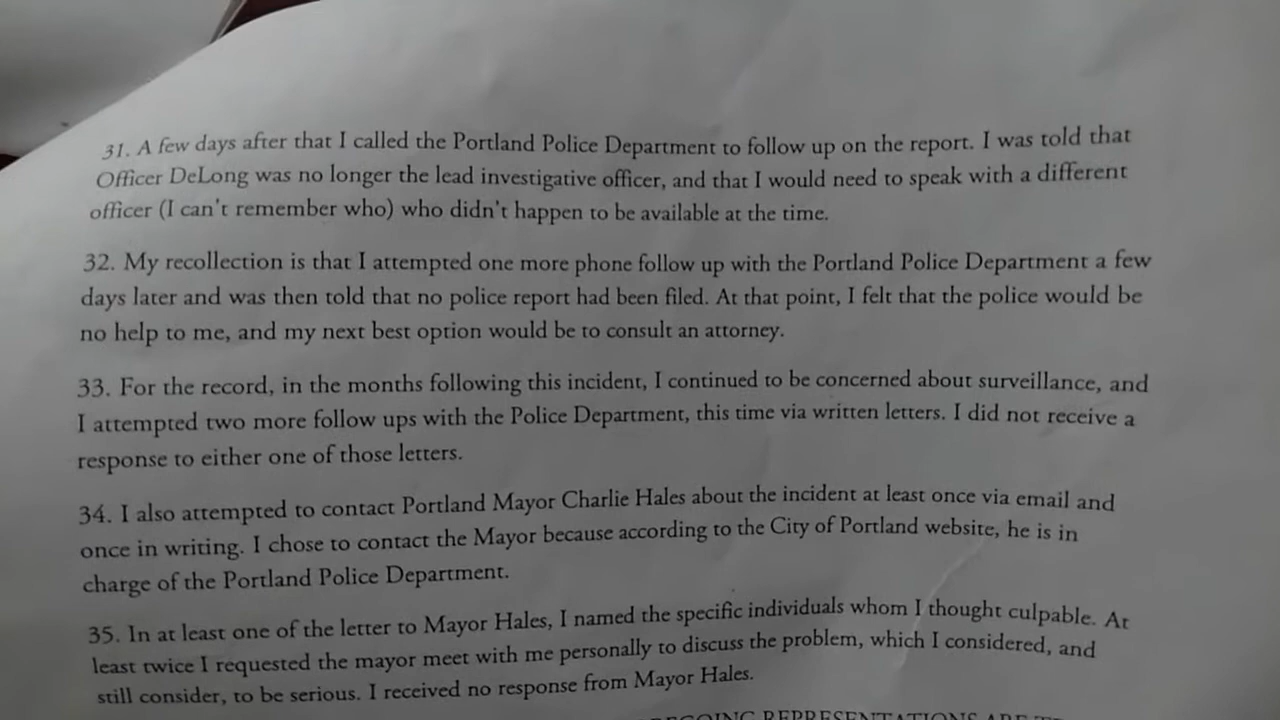 31. A few days after that I called the Portland Police Department to follow up on the report. I was told that
Officer DeLong was no longer the lead investigative officer, and that I would need to speak with a different
officer (I can't remember who) who didn't happen to be available at the time.
32. My recollection is that I attempted one more phone follow up with the Portland Police Department a few
days later and was then told that no police report had been filed. At that point, I felt that the police would be
no help to me, and my next best option would be to consult an attorney.
33. For the record, in the months following this incident, I continued to be concerned about surveillance, and
I attempted two more follow ups with the Police Department, this time via written letters. I did not receive a
response to either one of those letters.
34. I also attempted to contact Portland Mayor Charlie Hales about the incident at least once via email and
once in writing. I chose to contact the Mayor because according to the City of Portland website, he is in
charge of the Portland Police Department.
35. In at least one of the letter to Mayor Hales, I named the specific individuals whom I thought culpable. At
least twice I requested the mayor meet with me personally to discuss the problem, which I considered, and
still consider, to be serious. I received no response from Mayor Hales.
REPRESENTATIONS ARE